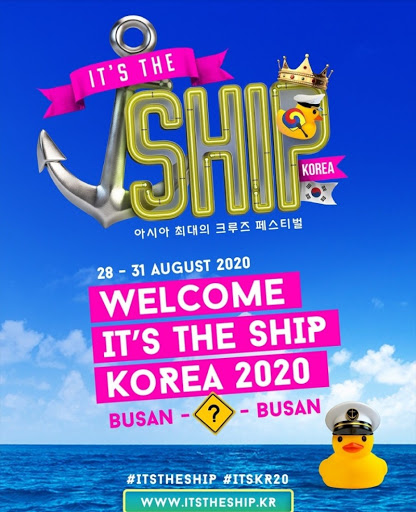 IT'S THE
SHIP
KOREA
아시아 최대의 크루즈 페스티벌
28 - 31 AUGUST 2020
WELCOME
IT'S THE SHIP
KOREA 2020
BUSAN - ? - BUSAN
#ITSTHESHIP #ITSKR20
WWW.ITSTHESHIP.KR